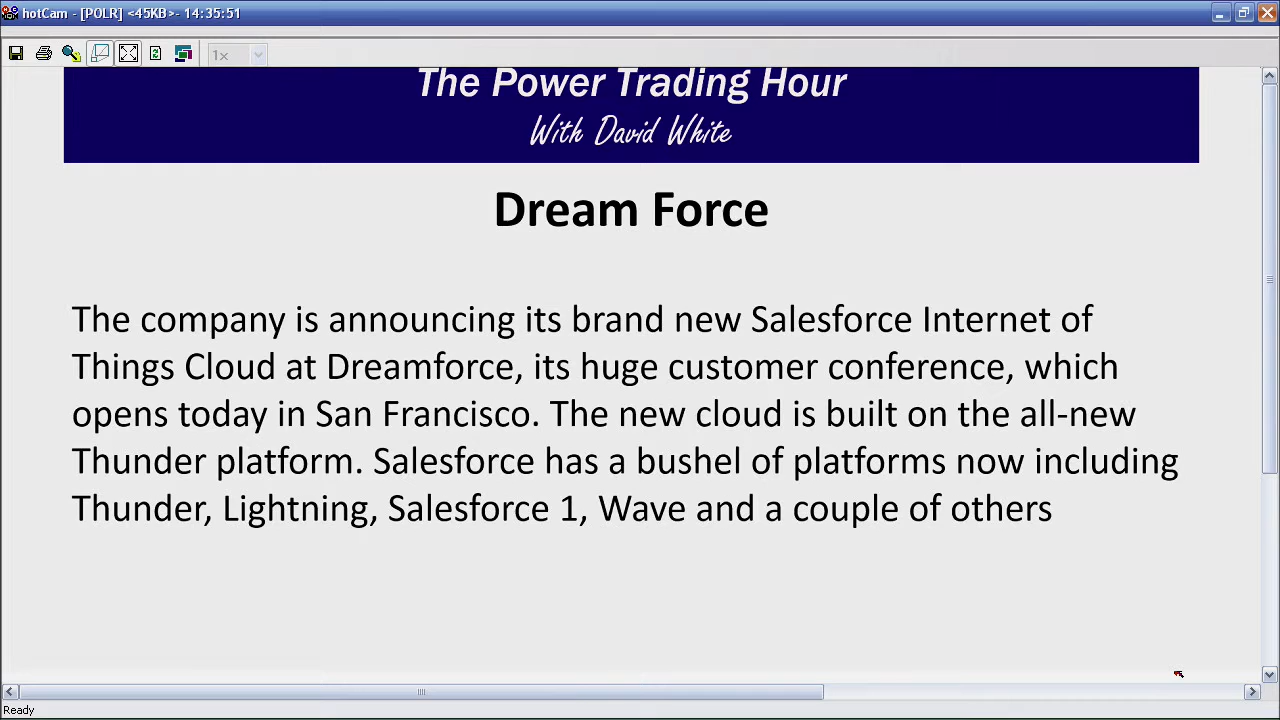 hotCam - [POLR] <45KB>- 14:35:51
1x
The Power Trading Hour
With David White
Dream Force
The company is announcing its brand new Salesforce Internet of
Things Cloud at Dreamforce, its huge customer conference, which
opens today in San Francisco. The new cloud is built on the all-new
Thunder platform. Salesforce has a bushel of platforms now including
Thunder, Lightning, Salesforce 1, Wave and a couple of others
Ready